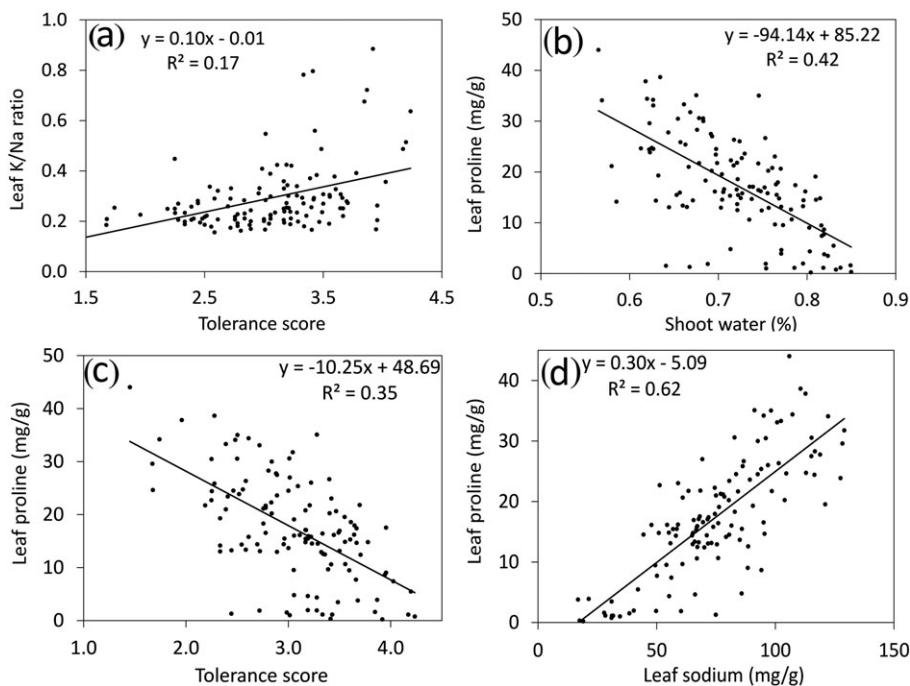 (a)
y = 0.10x - 0.01
R² = 0.17
Leaf K/Na ratio
1.0
0.8
0.6
0.4
0.2
0.0
1.5 2.5 3.5 4.5
Tolerance score
(b)
y = -94.14x + 85.22
R² = 0.42
Leaf proline (mg/g)
50
40
30
20
10
0
0.5 0.6 0.7 0.8 0.9
Shoot water (%)
(c)
y = -10.25x + 48.69
R² = 0.35
Leaf proline (mg/g)
50
40
30
20
10
0
1.0 2.0 3.0 4.0
Tolerance score
(d)
y = 0.30x - 5.09
R² = 0.62
Leaf proline (mg/g)
50
40
30
20
10
0
0 50 100 150
Leaf sodium (mg/g)